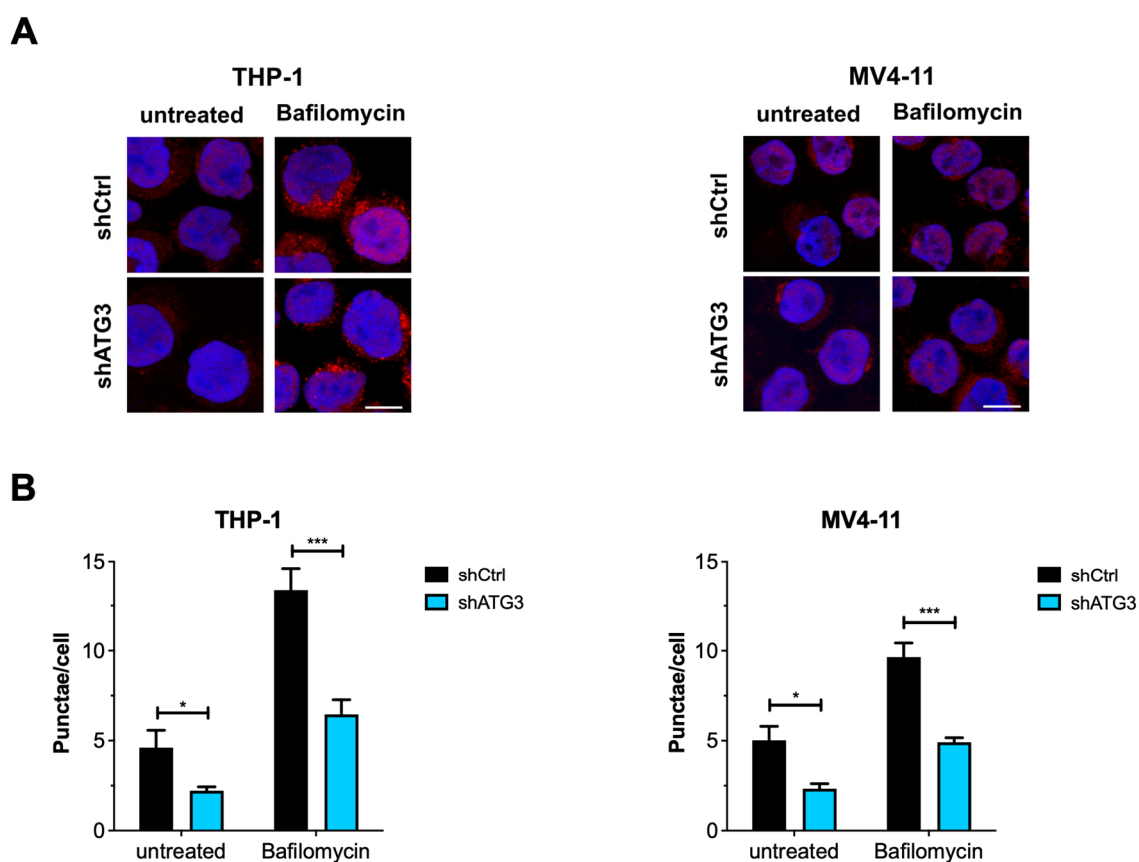 A
THP-1
untreated Bafilomycin
shCtrl
shATG3
MV4-11
untreated Bafilomycin
shCtrl
shATG3
B
THP-1
Punctae/cell
15
10
5
0
*
***
untreated Bafilomycin
shCtrl
shATG3
MV4-11
Punctae/cell
15
10
5
0
*
***
untreated Bafilomycin
shCtrl
shATG3